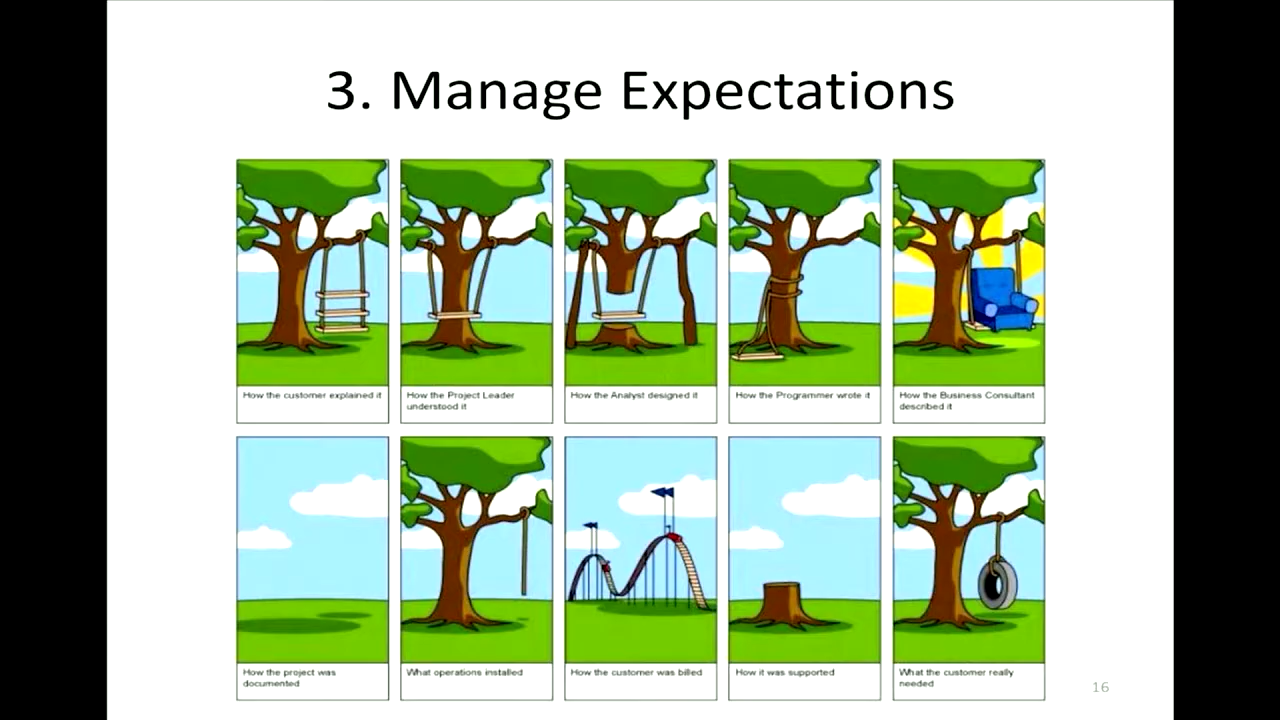 3. Manage Expectations
How the customer explained it
How the Project Leader
understood it
How the Analyst designed it
How the Programmer wrote it
How the Business Consultant
described it
How the project was
documented
What operations installed
How the customer was billed
How it was supported
What the customer really
needed
16